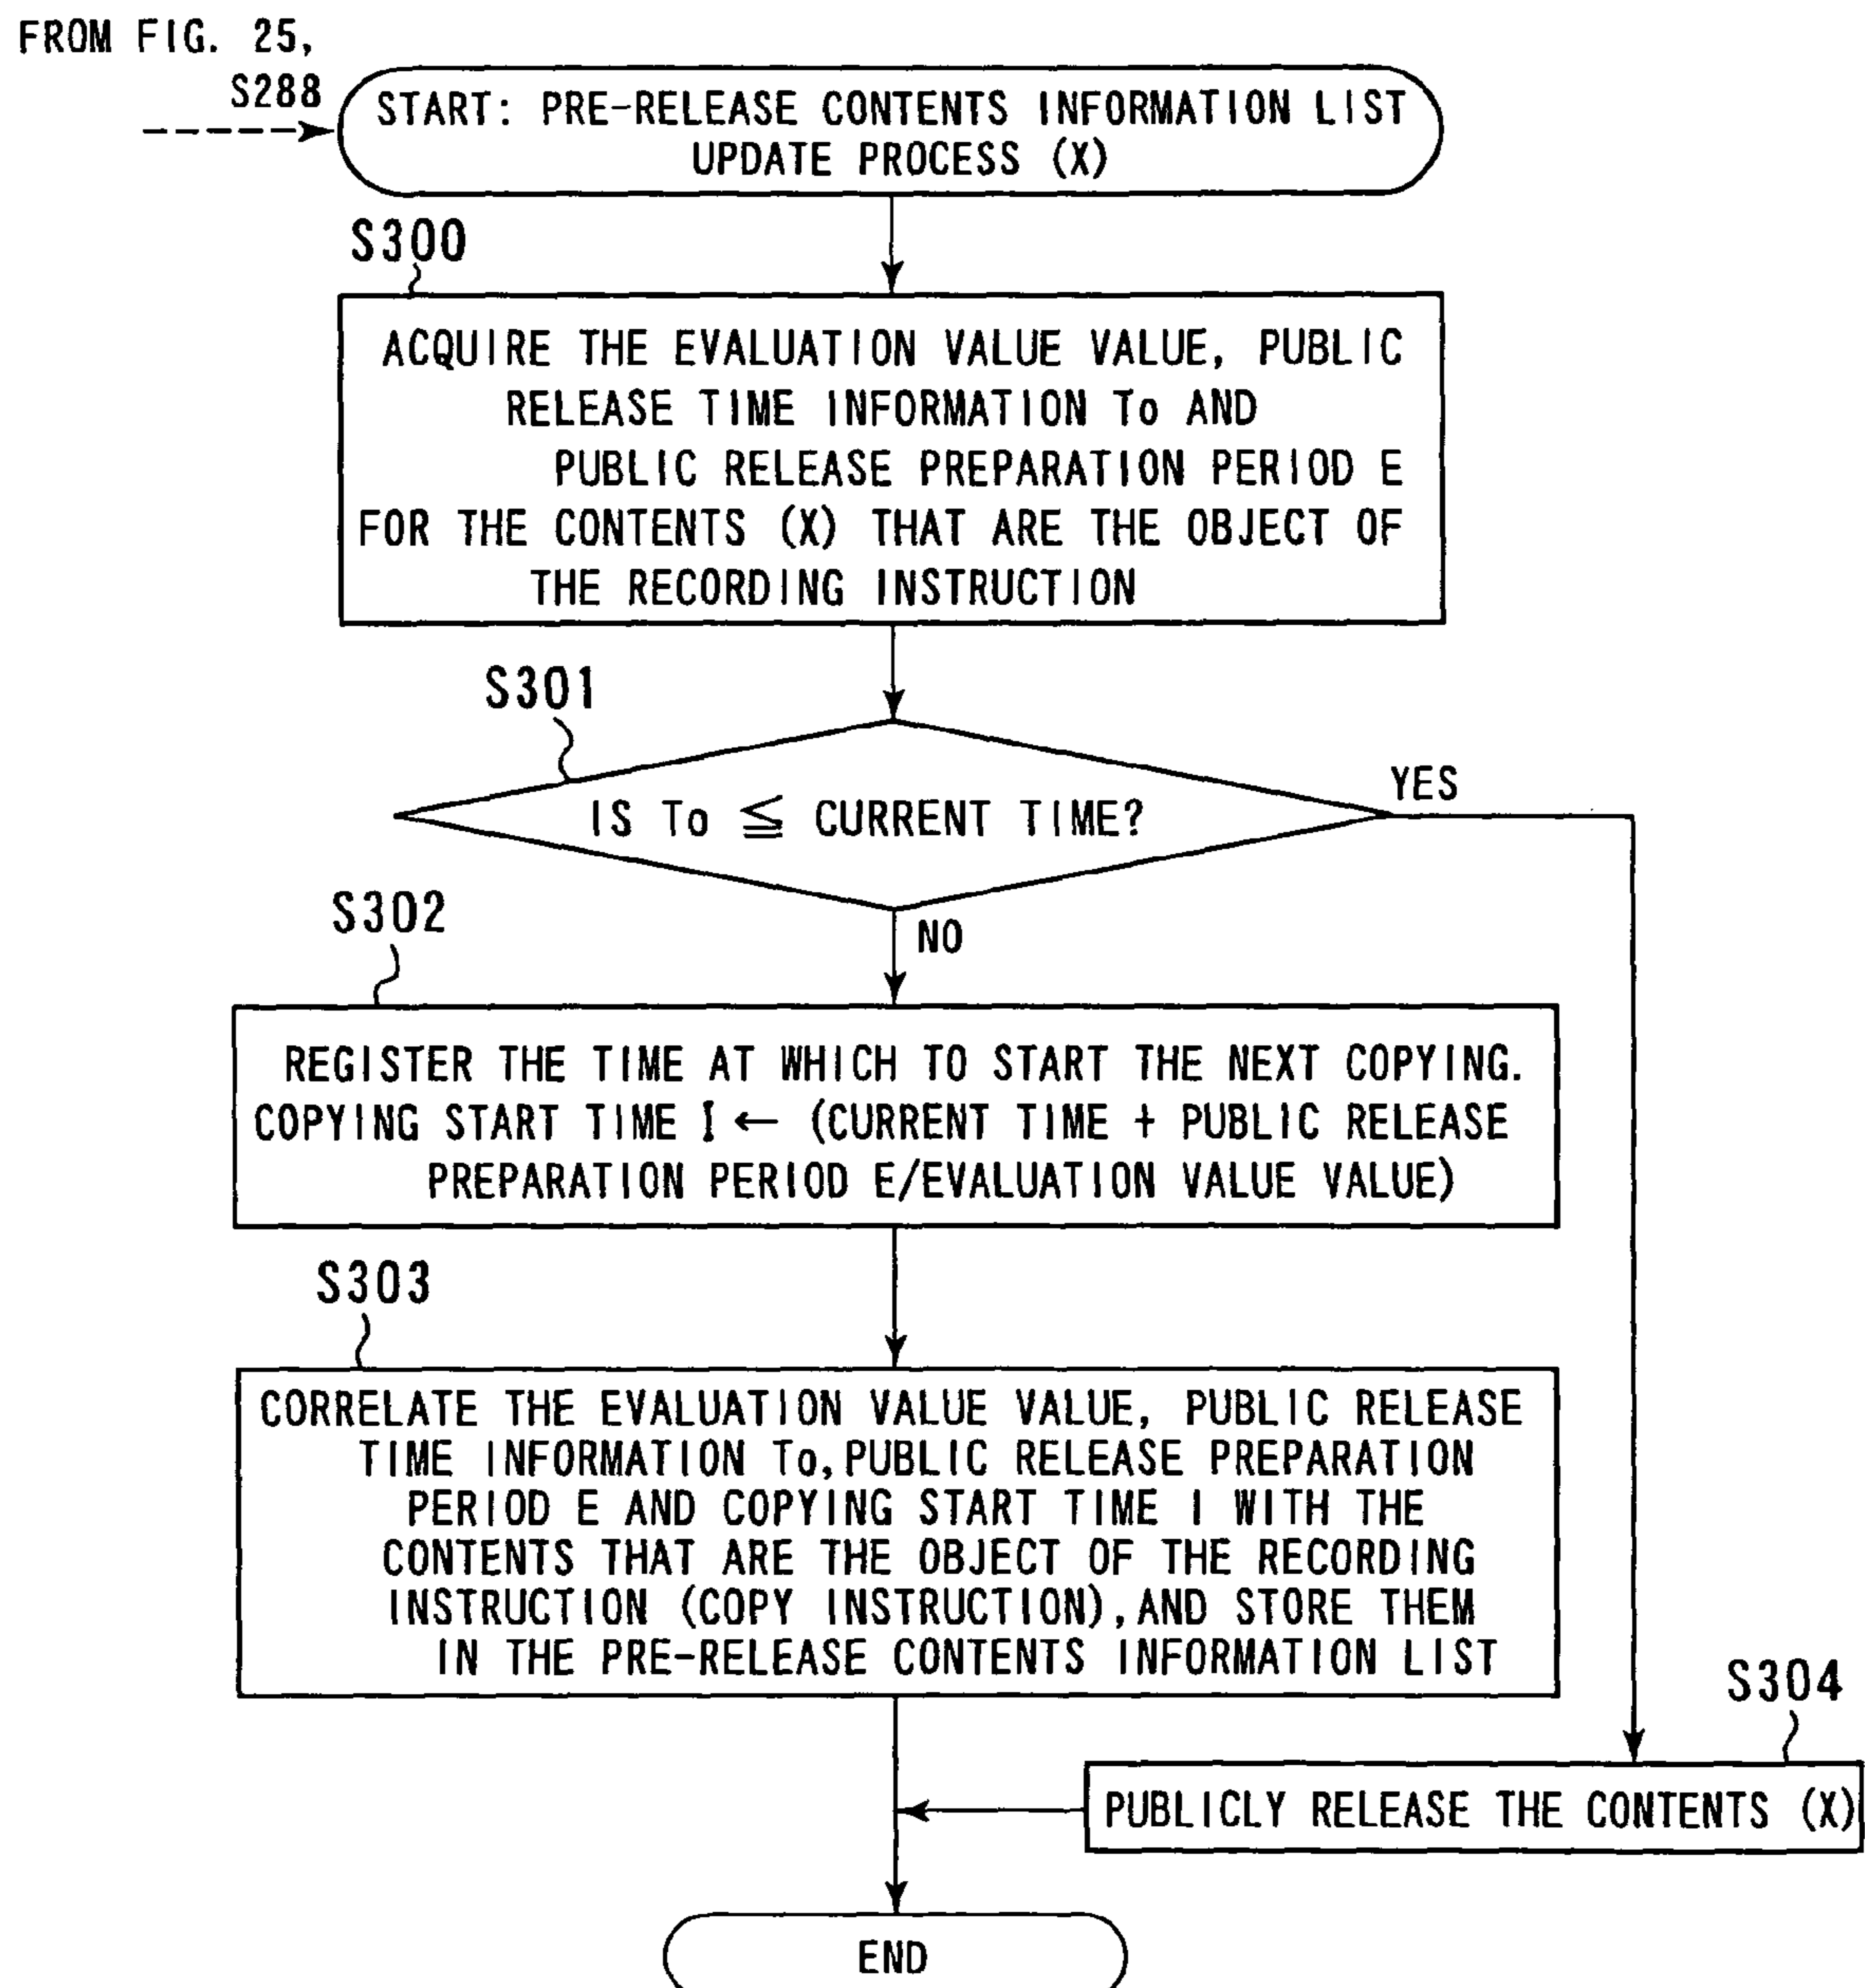 FROM FIG. 25,
S288
START: PRE-RELEASE CONTENTS INFORMATION LIST
UPDATE PROCESS (X)
S300
ACQUIRE THE EVALUATION VALUE VALUE, PUBLIC
RELEASE TIME INFORMATION To AND
PUBLIC RELEASE PREPARATION PERIOD E
FOR THE CONTENTS (X) THAT ARE THE OBJECT OF
THE RECORDING INSTRUCTION
S301
IS To ≦ CURRENT TIME?
YES
NO
S302
REGISTER THE TIME AT WHICH TO START THE NEXT COPYING.
COPYING START TIME I ← (CURRENT TIME + PUBLIC RELEASE
PREPARATION PERIOD E/EVALUATION VALUE VALUE)
S303
CORRELATE THE EVALUATION VALUE VALUE, PUBLIC RELEASE
TIME INFORMATION To, PUBLIC RELEASE PREPARATION
PERIOD E AND COPYING START TIME I WITH THE
CONTENTS THAT ARE THE OBJECT OF THE RECORDING
INSTRUCTION (COPY INSTRUCTION), AND STORE THEM
IN THE PRE-RELEASE CONTENTS INFORMATION LIST
S304
PUBLICLY RELEASE THE CONTENTS (X)
END